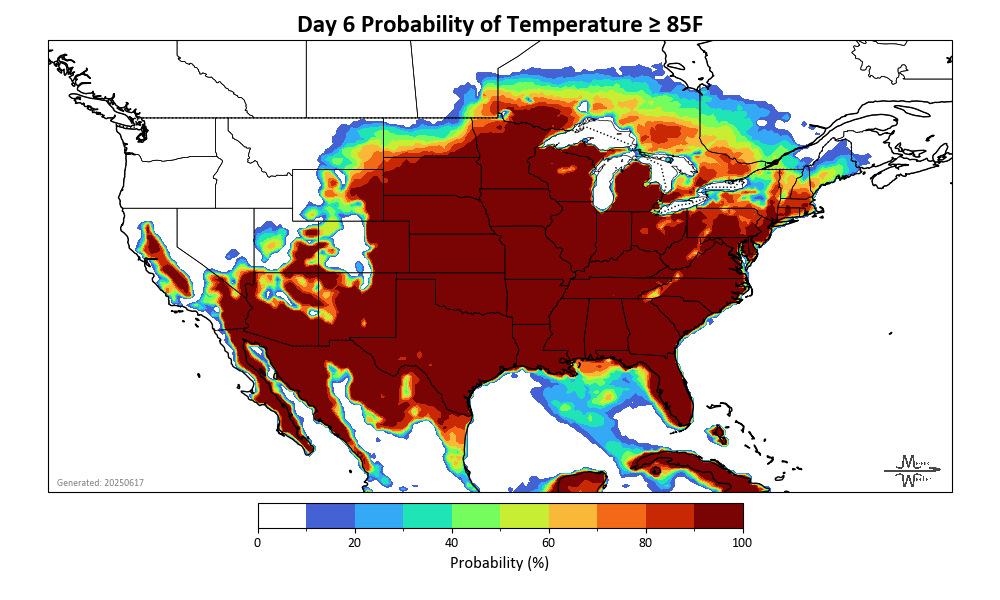 Day 6 Probability of Temperature ≥ 85F
Generated: 20250617
0 20 40 60 80 100
Probability (%)